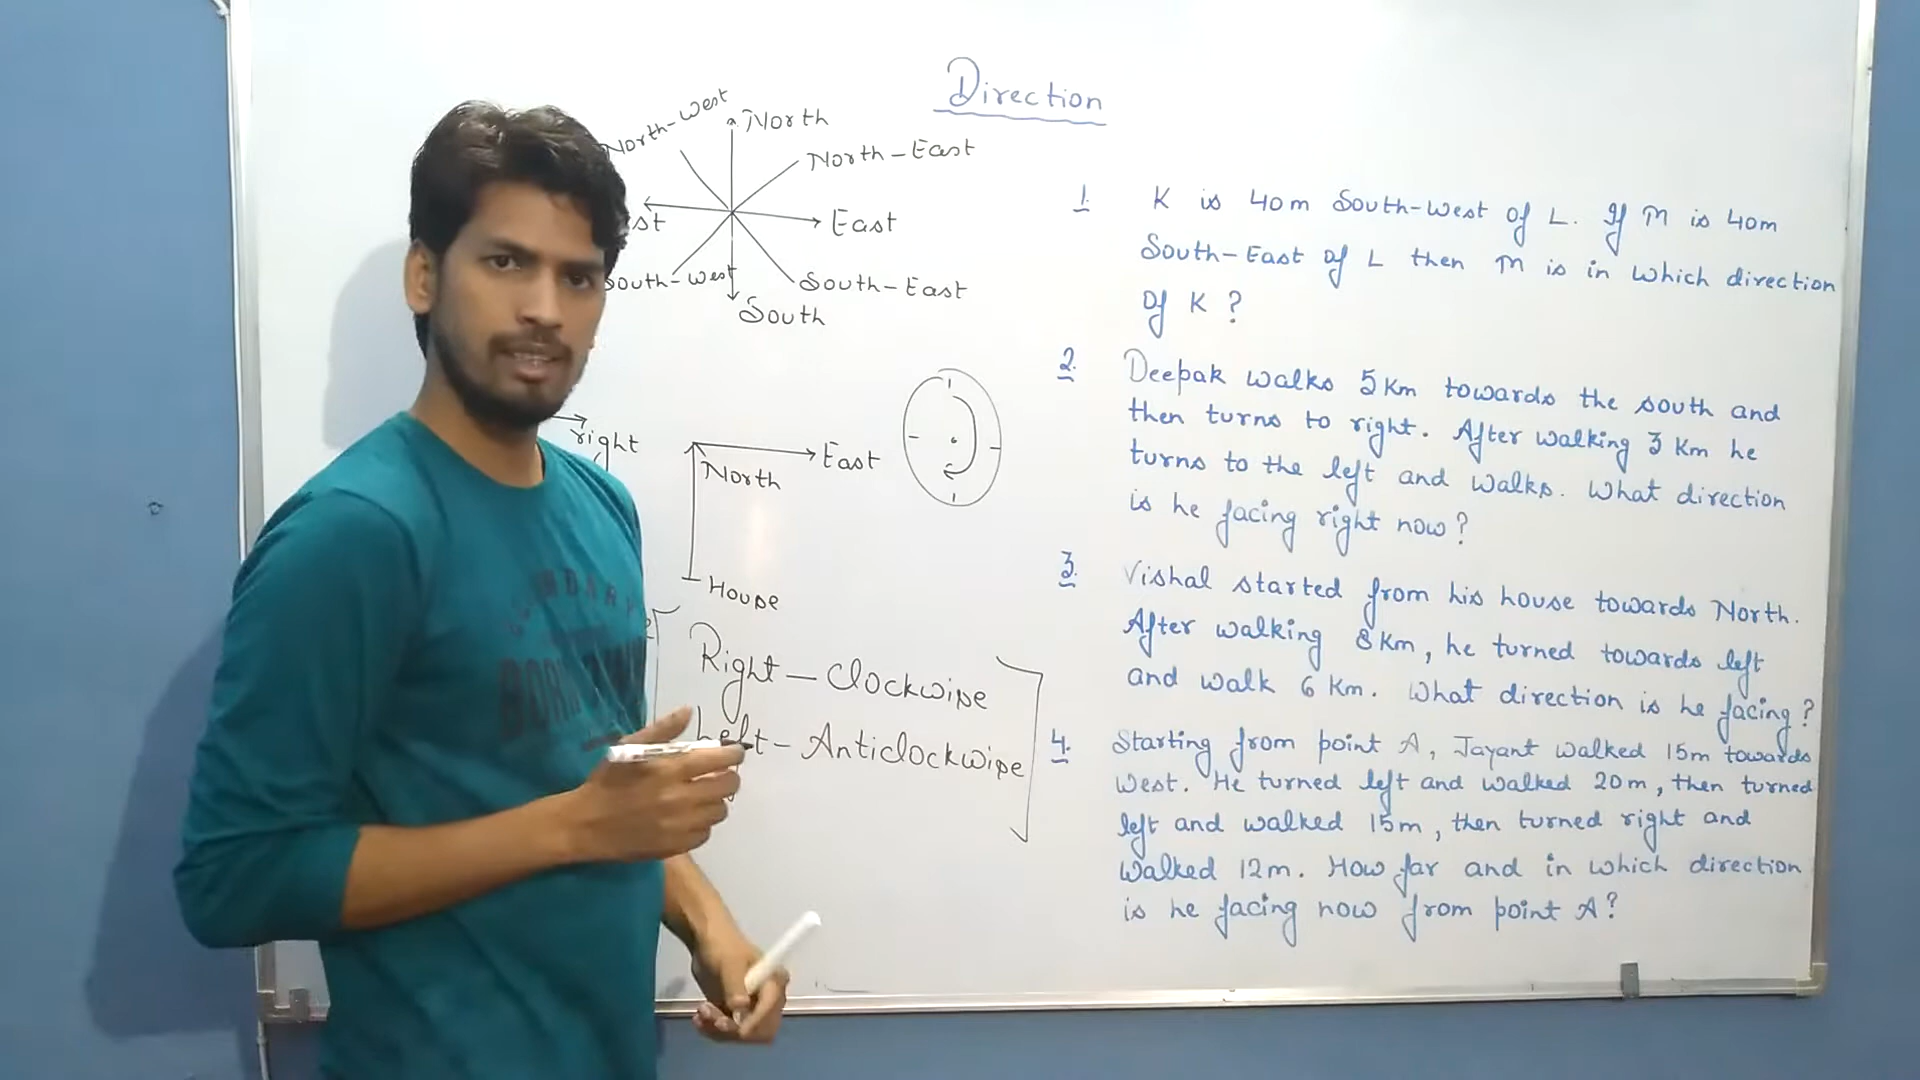 Direction
North-West
North
North-East
East
South-West
South-East
South
right
East
North
House
Right - Clockwise
Left - Anticlockwise
1. K is 40m South-West of L. If M is 40m
South-East of L then M is in which direction
of K ?
2. Deepak walks 5 Km towards the south and
then turns to right. After walking 3 Km he
turns to the left and walks. What direction
is he facing right now ?
3. Vishal started from his house towards North.
After walking 8 Km, he turned towards left
and walk 6 Km. What direction is he facing ?
4. Starting from point A, Jayant walked 15m towards
West. He turned left and walked 20m, then turned
left and walked 15m, then turned right and
walked 12m. How far and in which direction
is he facing now from point A ?